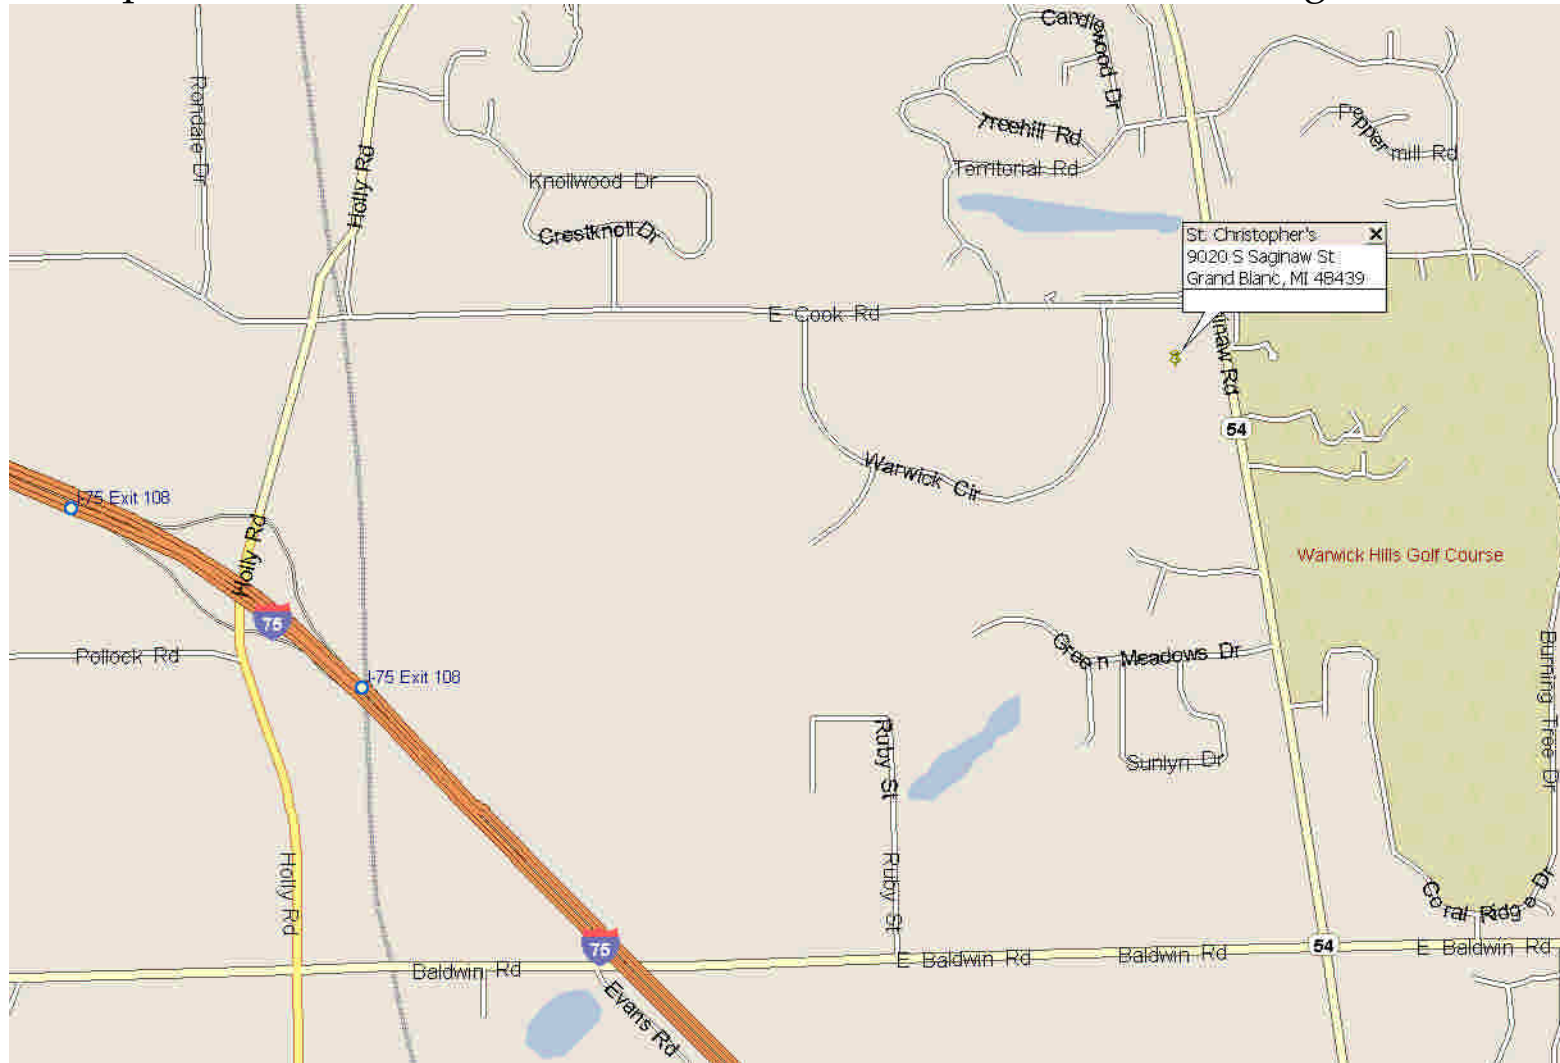 Candlewood Dr
Rondale Dr
Holly Rd
Treehill Rd
Peppermill Rd
Territorial Rd
Knollwood Dr
Crestknoll Dr
St. Christopher's
9020 S Saginaw St
Grand Blanc, MI 48439
E Cook Rd
inaw Rd
54
Warwick Cir
I-75 Exit 108
Holly Rd
Warwick Hills Golf Course
75
Pollock Rd
Green Meadows Dr
I-75 Exit 108
Burning Tree Dr
Ruby St
Sunlyn Dr
Holly Rd
Ruby St
Coral Ridge Dr
75
54
Baldwin Rd
E Baldwin Rd
Baldwin Rd
E Baldwin Rd
Evans Rd